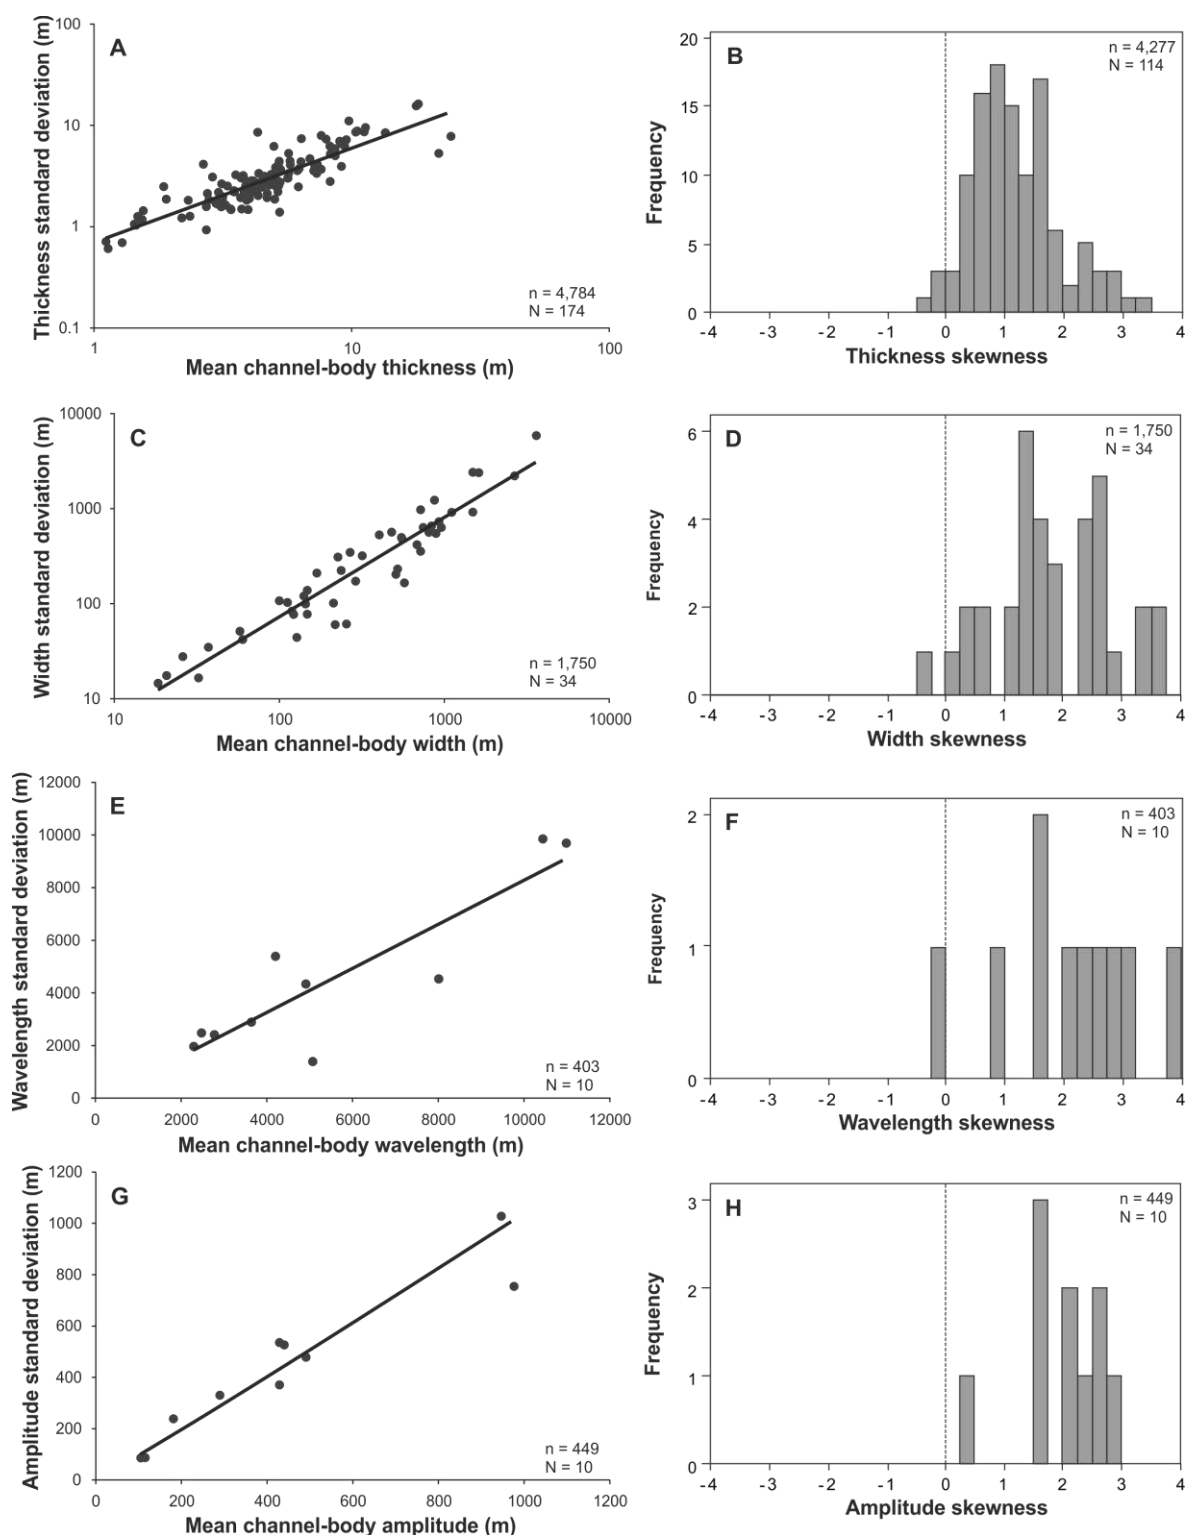 A
Thickness standard deviation (m)
100
10
1
0.1
n = 4,784
N = 174
1
10
100
Mean channel-body thickness (m)
B
n = 4,277
N = 114
Frequency
20
15
10
5
0
-4
-3
-2
-1
0
1
2
3
4
Thickness skewness
C
Width standard deviation (m)
10000
1000
100
10
n = 1,750
N = 34
10
100
1000
10000
Mean channel-body width (m)
D
n = 1,750
N = 34
Frequency
6
4
2
0
-4
-3
-2
-1
0
1
2
3
4
Width skewness
E
Wavelength standard deviation (m)
12000
10000
8000
6000
4000
2000
0
n = 403
N = 10
0
2000
4000
6000
8000
10000
12000
Mean channel-body wavelength (m)
F
n = 403
N = 10
Frequency
2
1
0
-4
-3
-2
-1
0
1
2
3
4
Wavelength skewness
G
Amplitude standard deviation (m)
1200
1000
800
600
400
200
0
n = 449
N = 10
0
200
400
600
800
1000
1200
Mean channel-body amplitude (m)
H
n = 449
N = 10
Frequency
3
2
1
0
-4
-3
-2
-1
0
1
2
3
4
Amplitude skewness